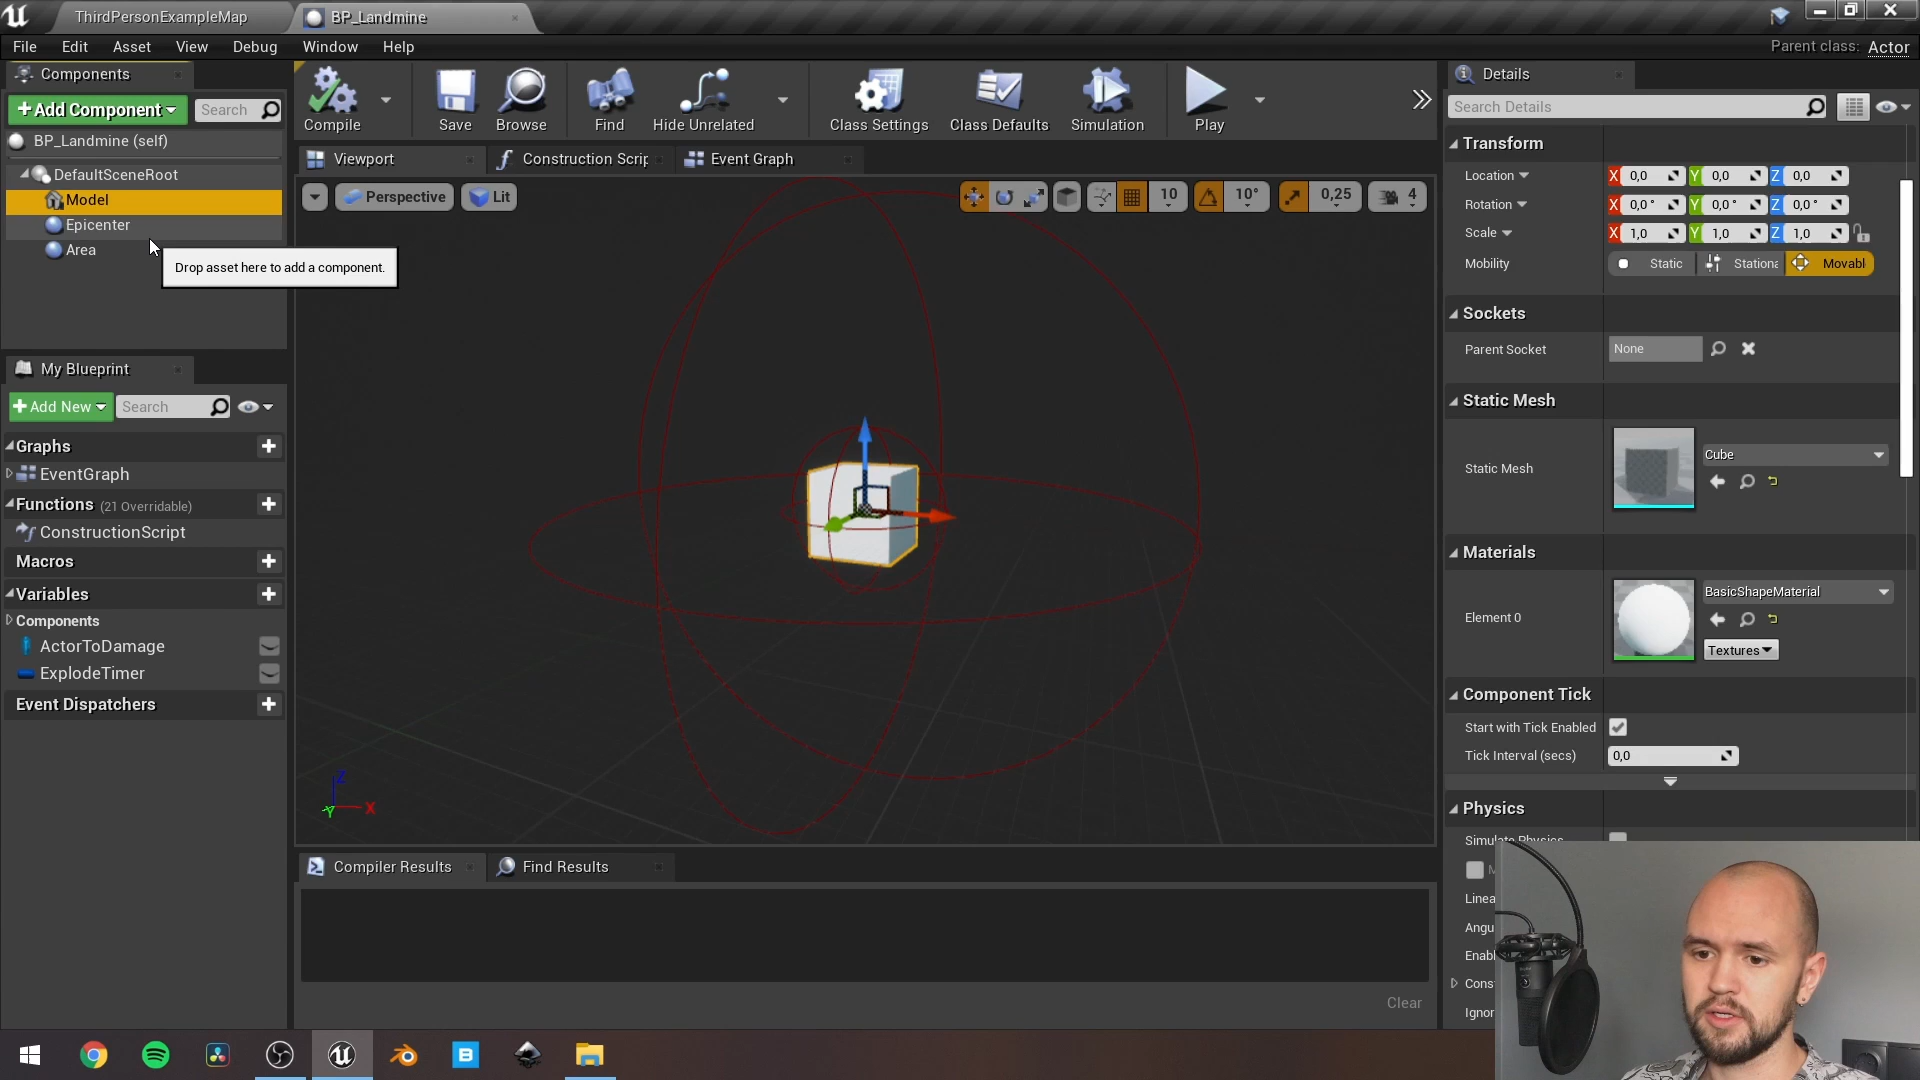 ThirdPersonExampleMap
BP_Landmine
File Edit Asset View Debug Window Help
Parent class: Actor
Components
+Add Component
Search
BP_Landmine (self)
DefaultSceneRoot
Model
Epicenter
Area
Drop asset here to add a component.
Compile
Save
Browse
Find
Hide Unrelated
Class Settings
Class Defaults
Simulation
Play
Viewport
Construction Scrip
Event Graph
Perspective
Lit
10
10°
0,25
4
Z
X
Y
My Blueprint
+Add New
Search
Graphs
EventGraph
Functions (21 Overridable)
ConstructionScript
Macros
Variables
Components
ActorToDamage
ExplodeTimer
Event Dispatchers
Compiler Results
Find Results
Clear
Details
Search Details
Transform
Location X 0,0 Y 0,0 Z 0,0
Rotation X 0,0 ° Y 0,0 ° Z 0,0 °
Scale X 1,0 Y 1,0 Z 1,0
Mobility Static Stationa Movabl
Sockets
Parent Socket None
Static Mesh
Static Mesh Cube
Materials
Element 0 BasicShapeMaterial
Textures
Component Tick
Start with Tick Enabled
Tick Interval (secs) 0,0
Physics
Simulate Physics
M
Linea
Angu
Enabl
Cons
Ignor